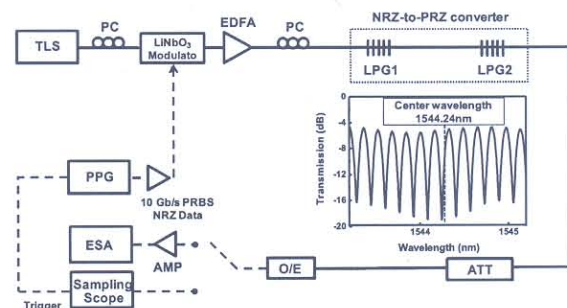 NRZ-to-PRZ converter
EDFA
PC
PC
TLS
LiNbO₃
Modulato
LPG1
LPG2
Center wavelength
1544.24nm
Transmission (dB)
0
-4
-8
-12
-16
-20
1544
1545
Wavelength (nm)
PPG
10 Gb/s PRBS
NRZ Data
ESA
AMP
O/E
ATT
Sampling
Scope
Trigger